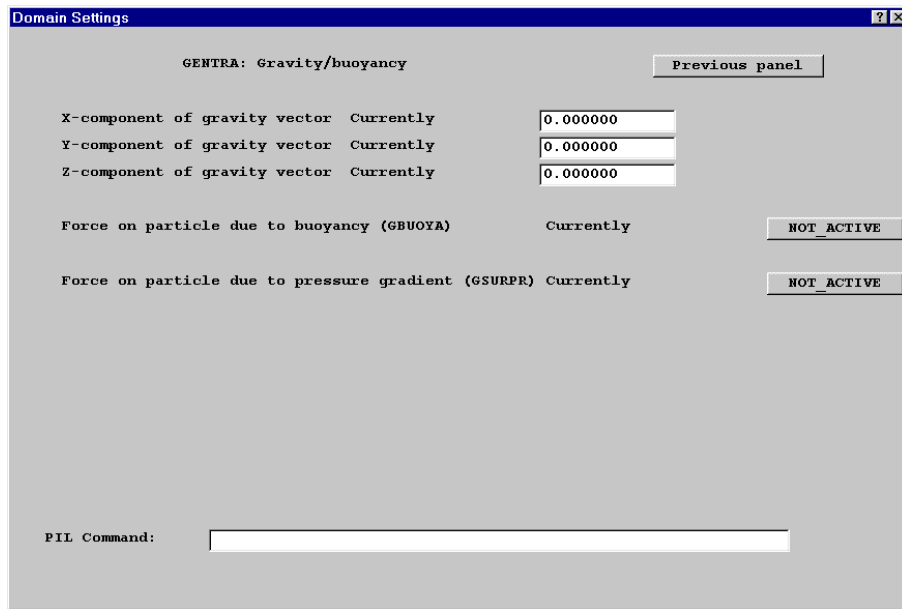 Domain Settings ? X
GENTRA: Gravity/buoyancy Previous panel
X-component of gravity vector Currently 0.000000
Y-component of gravity vector Currently 0.000000
Z-component of gravity vector Currently 0.000000
Force on particle due to buoyancy (GBUOYA) Currently NOT_ACTIVE
Force on particle due to pressure gradient (GSURPR) Currently NOT_ACTIVE
PIL Command: